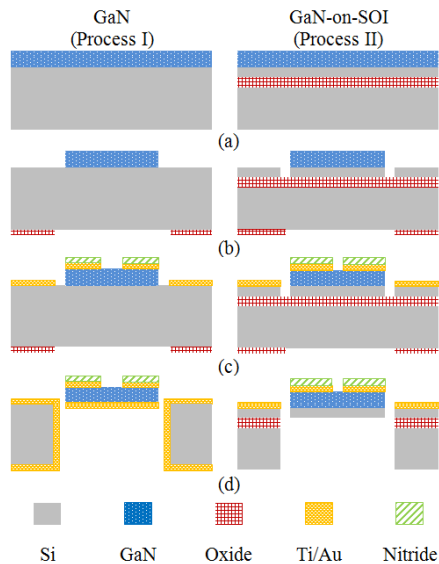 GaN
(Process I)
GaN-on-SOI
(Process II)
(a)
(b)
(c)
(d)
Si GaN Oxide Ti/Au Nitride